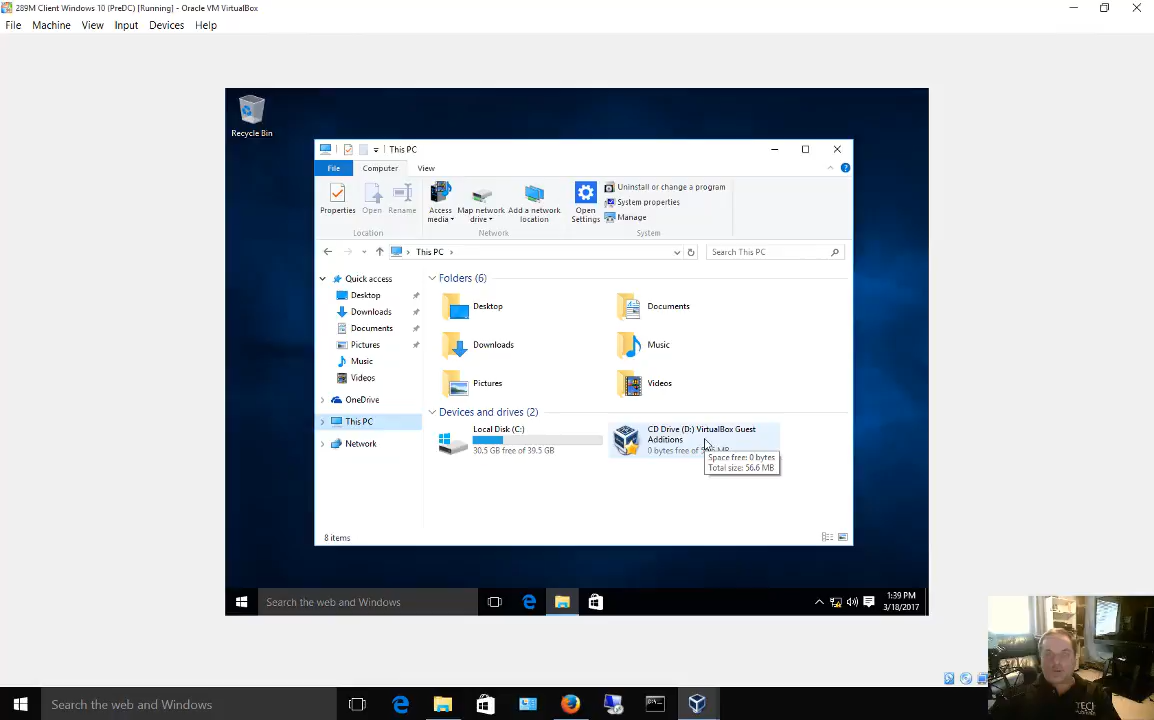 289M Client Windows 10 (PreDC) [Running] - Oracle VM VirtualBox
File Machine View Input Devices Help
Recycle Bin
This PC
File Computer View
Properties Open Rename Access media Map network drive Add a network location Open Settings
Uninstall or change a program
System properties
Manage
Location Network System
This PC
Search This PC
Quick access
Desktop
Downloads
Documents
Pictures
Music
Videos
OneDrive
This PC
Network
Folders (6)
Desktop
Documents
Downloads
Music
Pictures
Videos
Devices and drives (2)
Local Disk (C:)
30.5 GB free of 39.5 GB
CD Drive (D:) VirtualBox Guest
Additions
0 bytes free of
Space free: 0 bytes
Total size: 56.6 MB
8 items
Search the web and Windows
1:39 PM
3/18/2017
Search the web and Windows
TECH